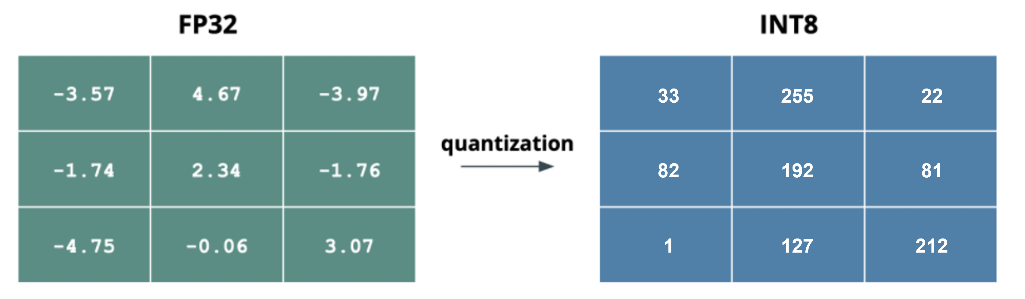 FP32
INT8
-3.57 4.67 -3.97
33 255 22
quantization
-1.74 2.34 -1.76
82 192 81
-4.75 -0.06 3.07
1 127 212